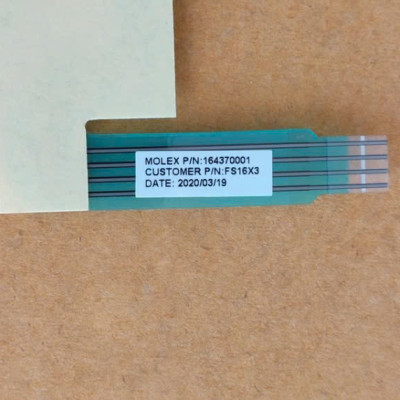 MOLEX P/N:164370001
CUSTOMER P/N:FS16X3
DATE: 2020/03/19